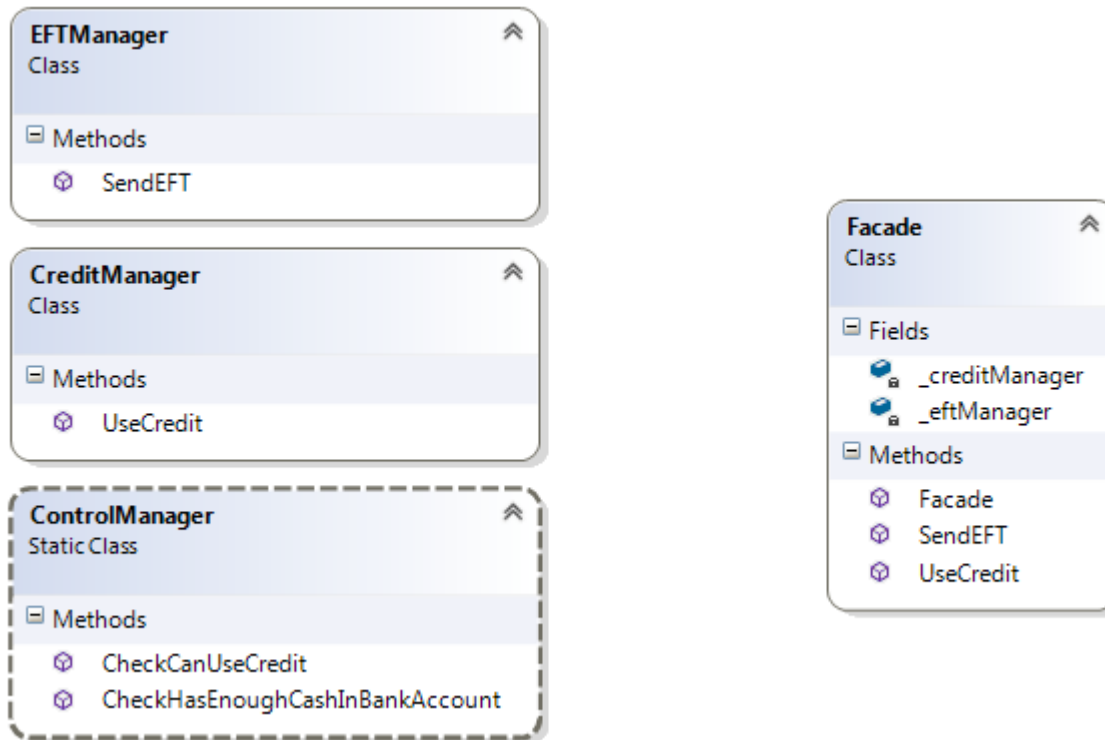 EFTManager
Class
Methods
SendEFT
CreditManager
Class
Methods
UseCredit
ControlManager
Static Class
Methods
CheckCanUseCredit
CheckHasEnoughCashInBankAccount
Facade
Class
Fields
_creditManager
_eftManager
Methods
Facade
SendEFT
UseCredit